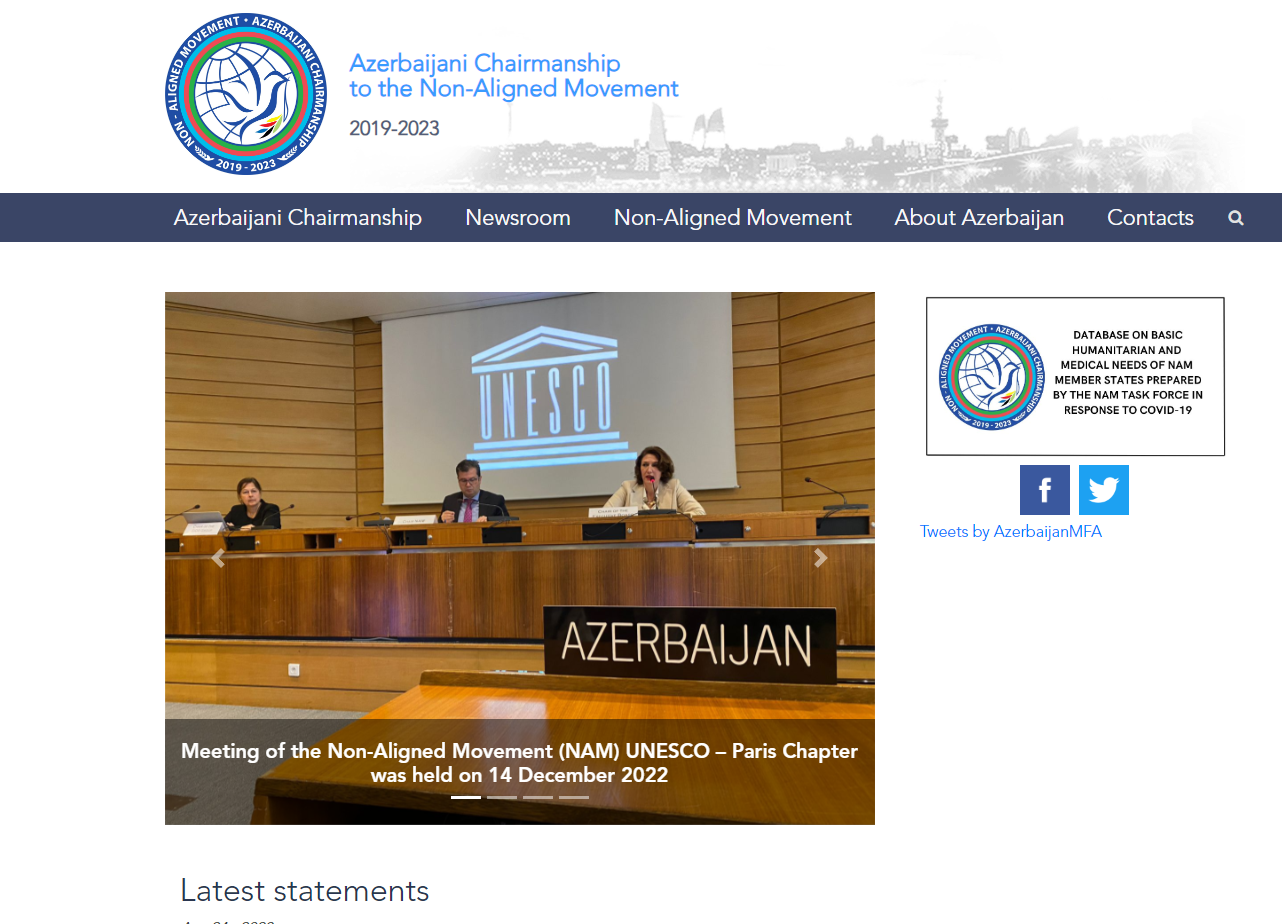 NON - ALIGNED MOVEMENT • AZERBAIJANI CHAIRMANSHIP
2019 - 2023
Azerbaijani Chairmanship
to the Non-Aligned Movement
2019-2023
Azerbaijani Chairmanship
Newsroom
Non-Aligned Movement
About Azerbaijan
Contacts
UNESCO
AZERBAIJAN
Meeting of the Non-Aligned Movement (NAM) UNESCO – Paris Chapter
was held on 14 December 2022
NON - ALIGNED MOVEMENT • AZERBAIJANI CHAIRMANSHIP
2019 - 2023
DATABASE ON BASIC
HUMANITARIAN AND
MEDICAL NEEDS OF NAM
MEMBER STATES PREPARED
BY THE NAM TASK FORCE IN
RESPONSE TO COVID-19
f
Tweets by AzerbaijanMFA
Latest statements